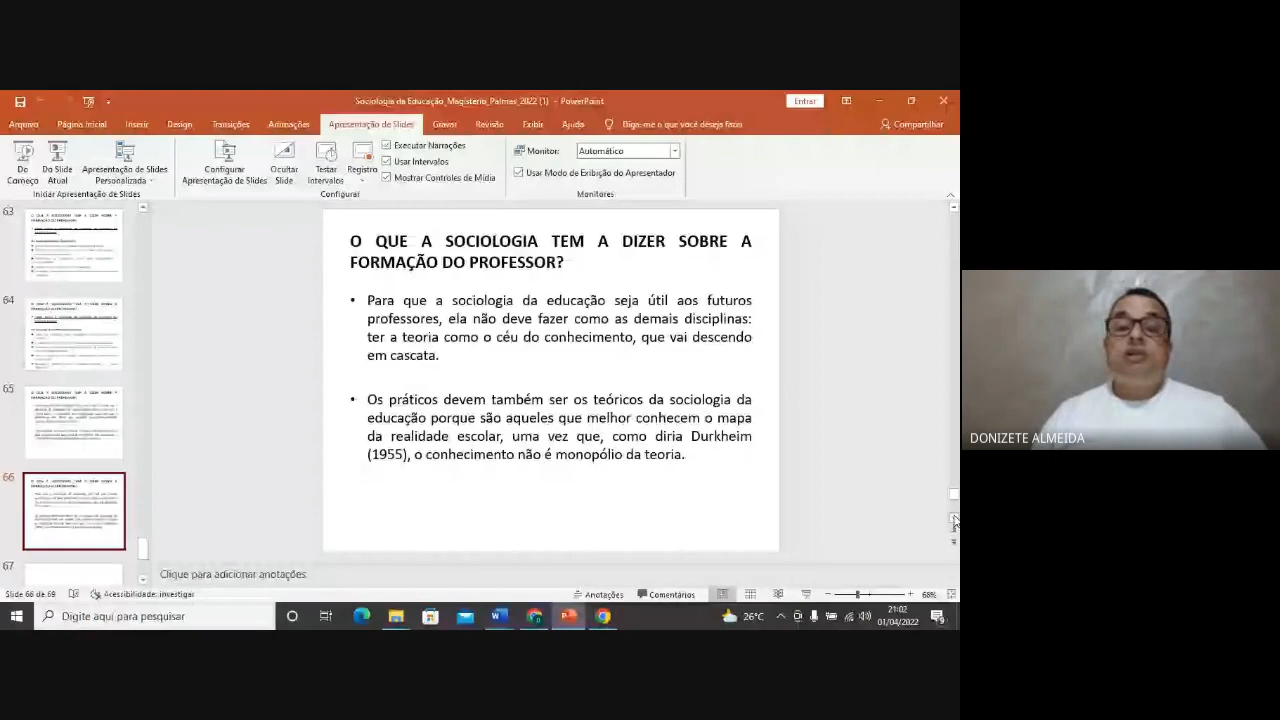 Sociologia da Educação_Magistério_Palmas_2022 (1) - PowerPoint
Entrar
Arquivo Página Inicial Inserir Design Transições Animações Apresentação de Slides Gravar Revisão Exibir Ajuda Diga-me o que você deseja fazer Compartilhar
Do Começo
Do Slide Atual
Apresentação de Slides Personalizada
Configurar Apresentação de Slides
Ocultar Slide
Testar Intervalos
Registro
Executar Narrações
Usar Intervalos
Mostrar Controles de Mídia
Monitor: Automático
Usar Modo de Exibição do Apresentador
Iniciar Apresentação de Slides
Configurar
Monitores
63
64
65
66
67
O QUE A SOCIOLOGIA TEM A DIZER SOBRE A
FORMAÇÃO DO PROFESSOR?
• Para que a sociologia da educação seja útil aos futuros
professores, ela não deve fazer como as demais disciplinas:
ter a teoria como o céu do conhecimento, que vai descendo
em cascata.
• Os práticos devem também ser os teóricos da sociologia da
educação porque são aqueles que melhor conhecem o mapa
da realidade escolar, uma vez que, como diria Durkheim
(1955), o conhecimento não é monopólio da teoria.
DONIZETE ALMEIDA
Clique para adicionar anotações
Slide 66 de 69 Acessibilidade: investigar Anotações Comentários 68%
Digite aqui para pesquisar
26°C
21:02
01/04/2022